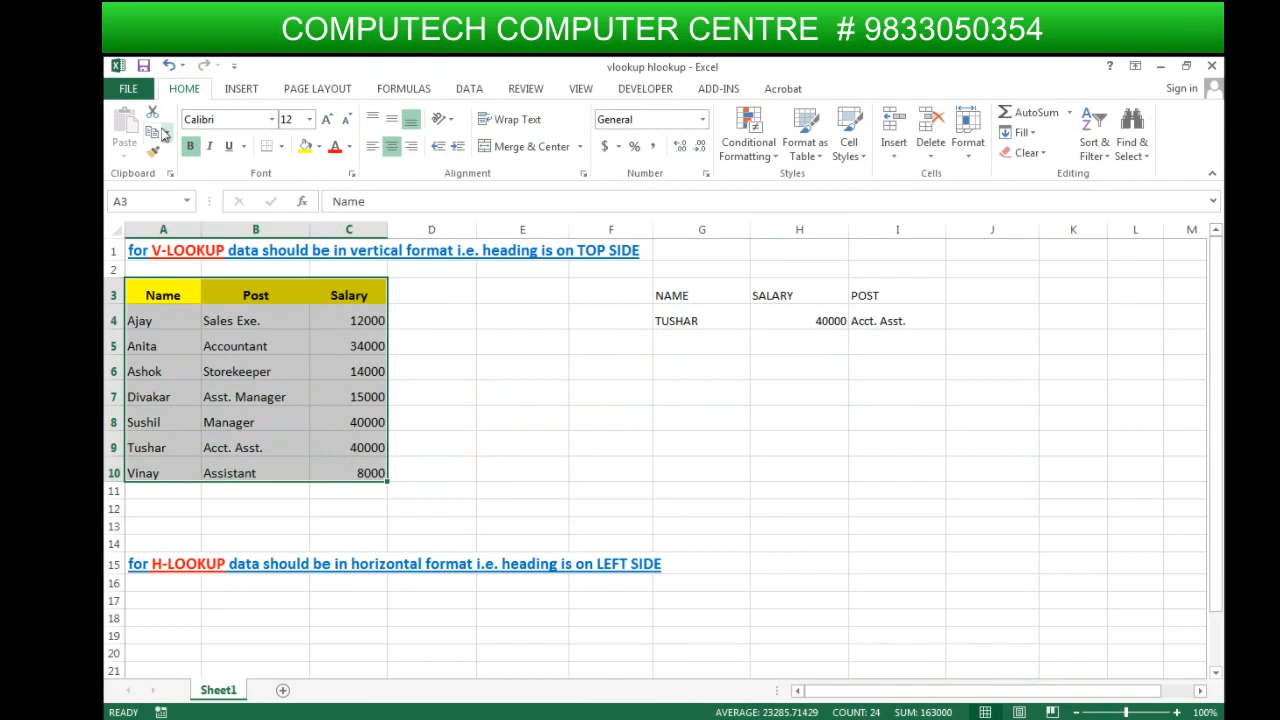 COMPUTECH COMPUTER CENTRE # 9833050354
vlookup hlookup - Excel
FILE HOME INSERT PAGE LAYOUT FORMULAS DATA REVIEW VIEW DEVELOPER ADD-INS Acrobat Sign in
Calibri 12 Wrap Text General AutoSum
Paste Merge & Center Conditional Formatting Format as Table Cell Styles Insert Delete Format Fill Clear Sort & Filter Find & Select
Clipboard Font Alignment Number Styles Cells Editing
A3 Name
A B C D E F G H I J K L M
1 for V-LOOKUP data should be in vertical format i.e. heading is on TOP SIDE
2
3 Name Post Salary NAME SALARY POST
4 Ajay Sales Exe. 12000 TUSHAR 40000 Acct. Asst.
5 Anita Accountant 34000
6 Ashok Storekeeper 14000
7 Divakar Asst. Manager 15000
8 Sushil Manager 40000
9 Tushar Acct. Asst. 40000
10 Vinay Assistant 8000
11
12
13
14
15 for H-LOOKUP data should be in horizontal format i.e. heading is on LEFT SIDE
16
17
18
19
20
21
Sheet1
READY AVERAGE: 23285.71429 COUNT: 24 SUM: 163000 100%